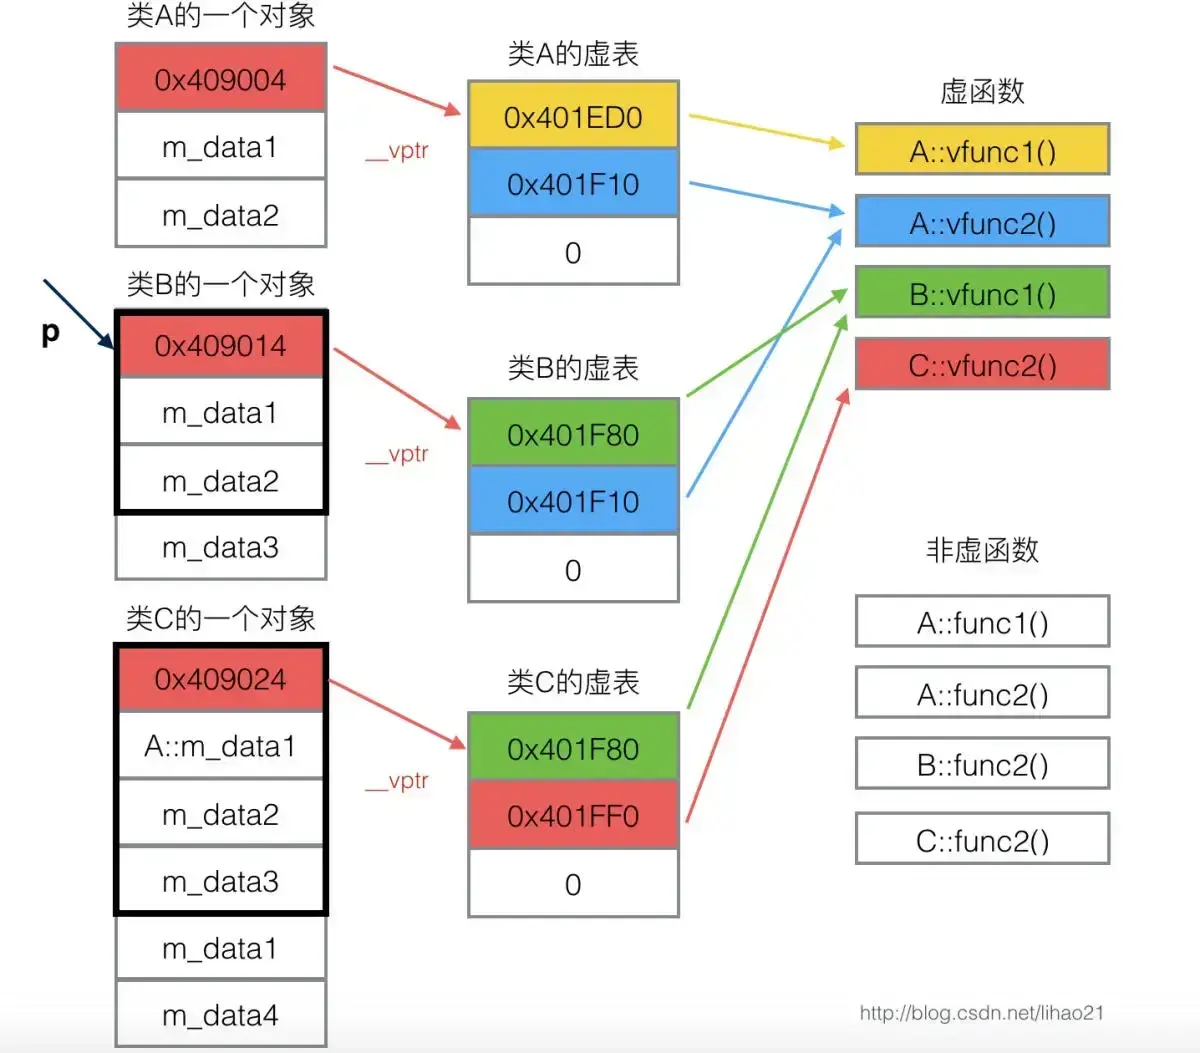 类A的一个对象
0x409004
m_data1
m_data2
__vptr
类A的虚表
0x401ED0
0x401F10
0
虚函数
A::vfunc1()
A::vfunc2()
B::vfunc1()
C::vfunc2()
p
类B的一个对象
0x409014
m_data1
m_data2
m_data3
__vptr
类B的虚表
0x401F80
0x401F10
0
类C的一个对象
0x409024
A::m_data1
m_data2
m_data3
m_data1
m_data4
__vptr
类C的虚表
0x401F80
0x401FF0
0
非虚函数
A::func1()
A::func2()
B::func2()
C::func2()
http://blog.csdn.net/lihao21